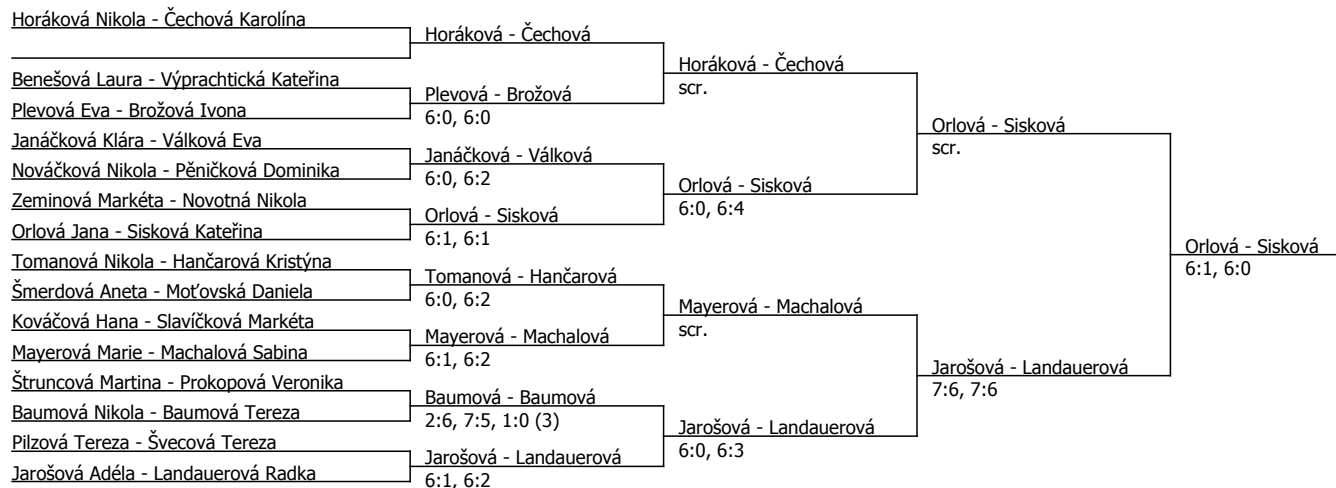 Horáková Nikola - Čechová Karolína
Benešová Laura - Výprachtická Kateřina
Plevová Eva - Brožová Ivona
Janáčková Klára - Válková Eva
Nováčková Nikola - Pěničková Dominika
Zeminová Markéta - Novotná Nikola
Orlová Jana - Sisková Kateřina
Tomanová Nikola - Hančarová Kristýna
Šmerdová Aneta - Moťovská Daniela
Kováčová Hana - Slavíčková Markéta
Mayerová Marie - Machalová Sabina
Štruncová Martina - Prokopová Veronika
Baumová Nikola - Baumová Tereza
Pilzová Tereza - Švecová Tereza
Jarošová Adéla - Landauerová Radka
Horáková - Čechová
Plevová - Brožová
6:0, 6:0
Janáčková - Válková
6:0, 6:2
Orlová - Sisková
6:1, 6:1
Tomanová - Hančarová
6:0, 6:2
Mayerová - Machalová
6:1, 6:2
Baumová - Baumová
2:6, 7:5, 1:0 (3)
Jarošová - Landauerová
6:1, 6:2
Horáková - Čechová
scr.
Orlová - Sisková
6:0, 6:4
Mayerová - Machalová
scr.
Jarošová - Landauerová
6:0, 6:3
Orlová - Sisková
scr.
Jarošová - Landauerová
7:6, 7:6
Orlová - Sisková
6:1, 6:0